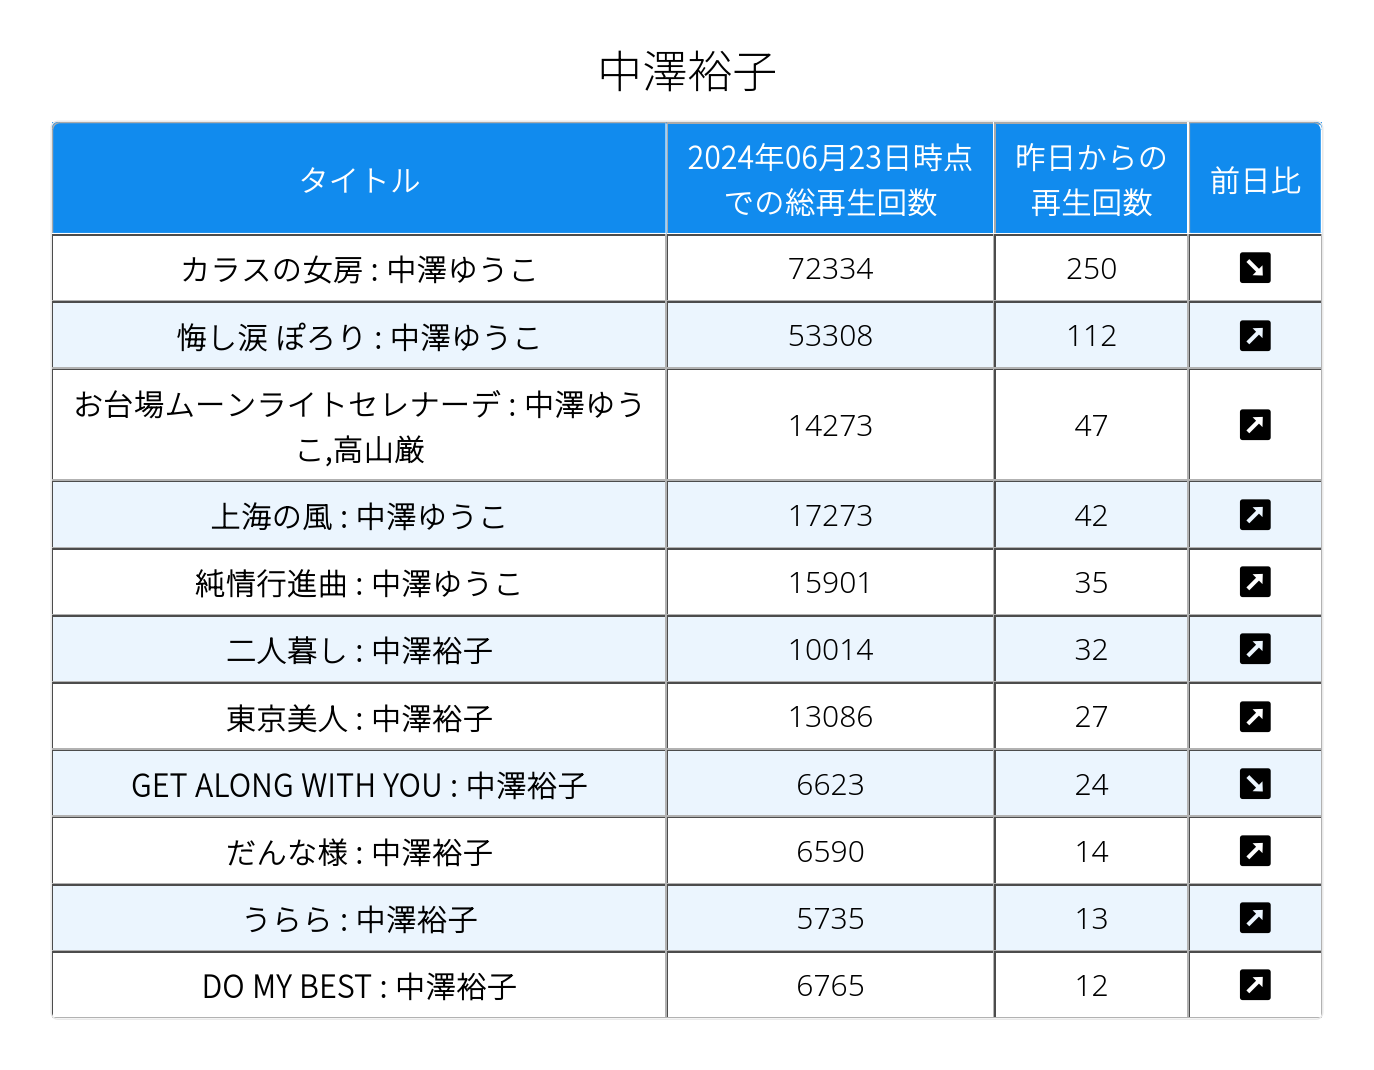 中澤裕子
タイトル
2024年06月23日時点
での総再生回数
昨日からの
再生回数
前日比
カラスの女房 : 中澤ゆうこ 72334 250
悔し涙 ぽろり : 中澤ゆうこ 53308 112
お台場ムーンライトセレナーデ : 中澤ゆう
こ,高山厳 14273 47
上海の風 : 中澤ゆうこ 17273 42
純情行進曲 : 中澤ゆうこ 15901 35
二人暮し : 中澤裕子 10014 32
東京美人 : 中澤裕子 13086 27
GET ALONG WITH YOU : 中澤裕子 6623 24
だんな様 : 中澤裕子 6590 14
うらら : 中澤裕子 5735 13
DO MY BEST : 中澤裕子 6765 12